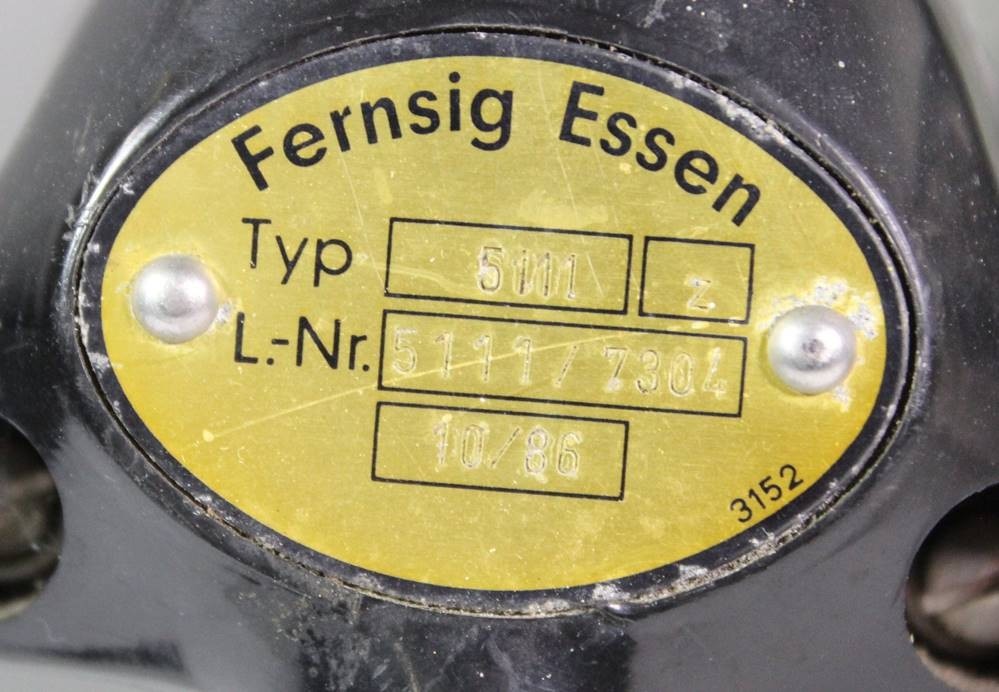 Fernsig Essen
Typ 5111 z
L.-Nr. 5111/7304
10/86
3152